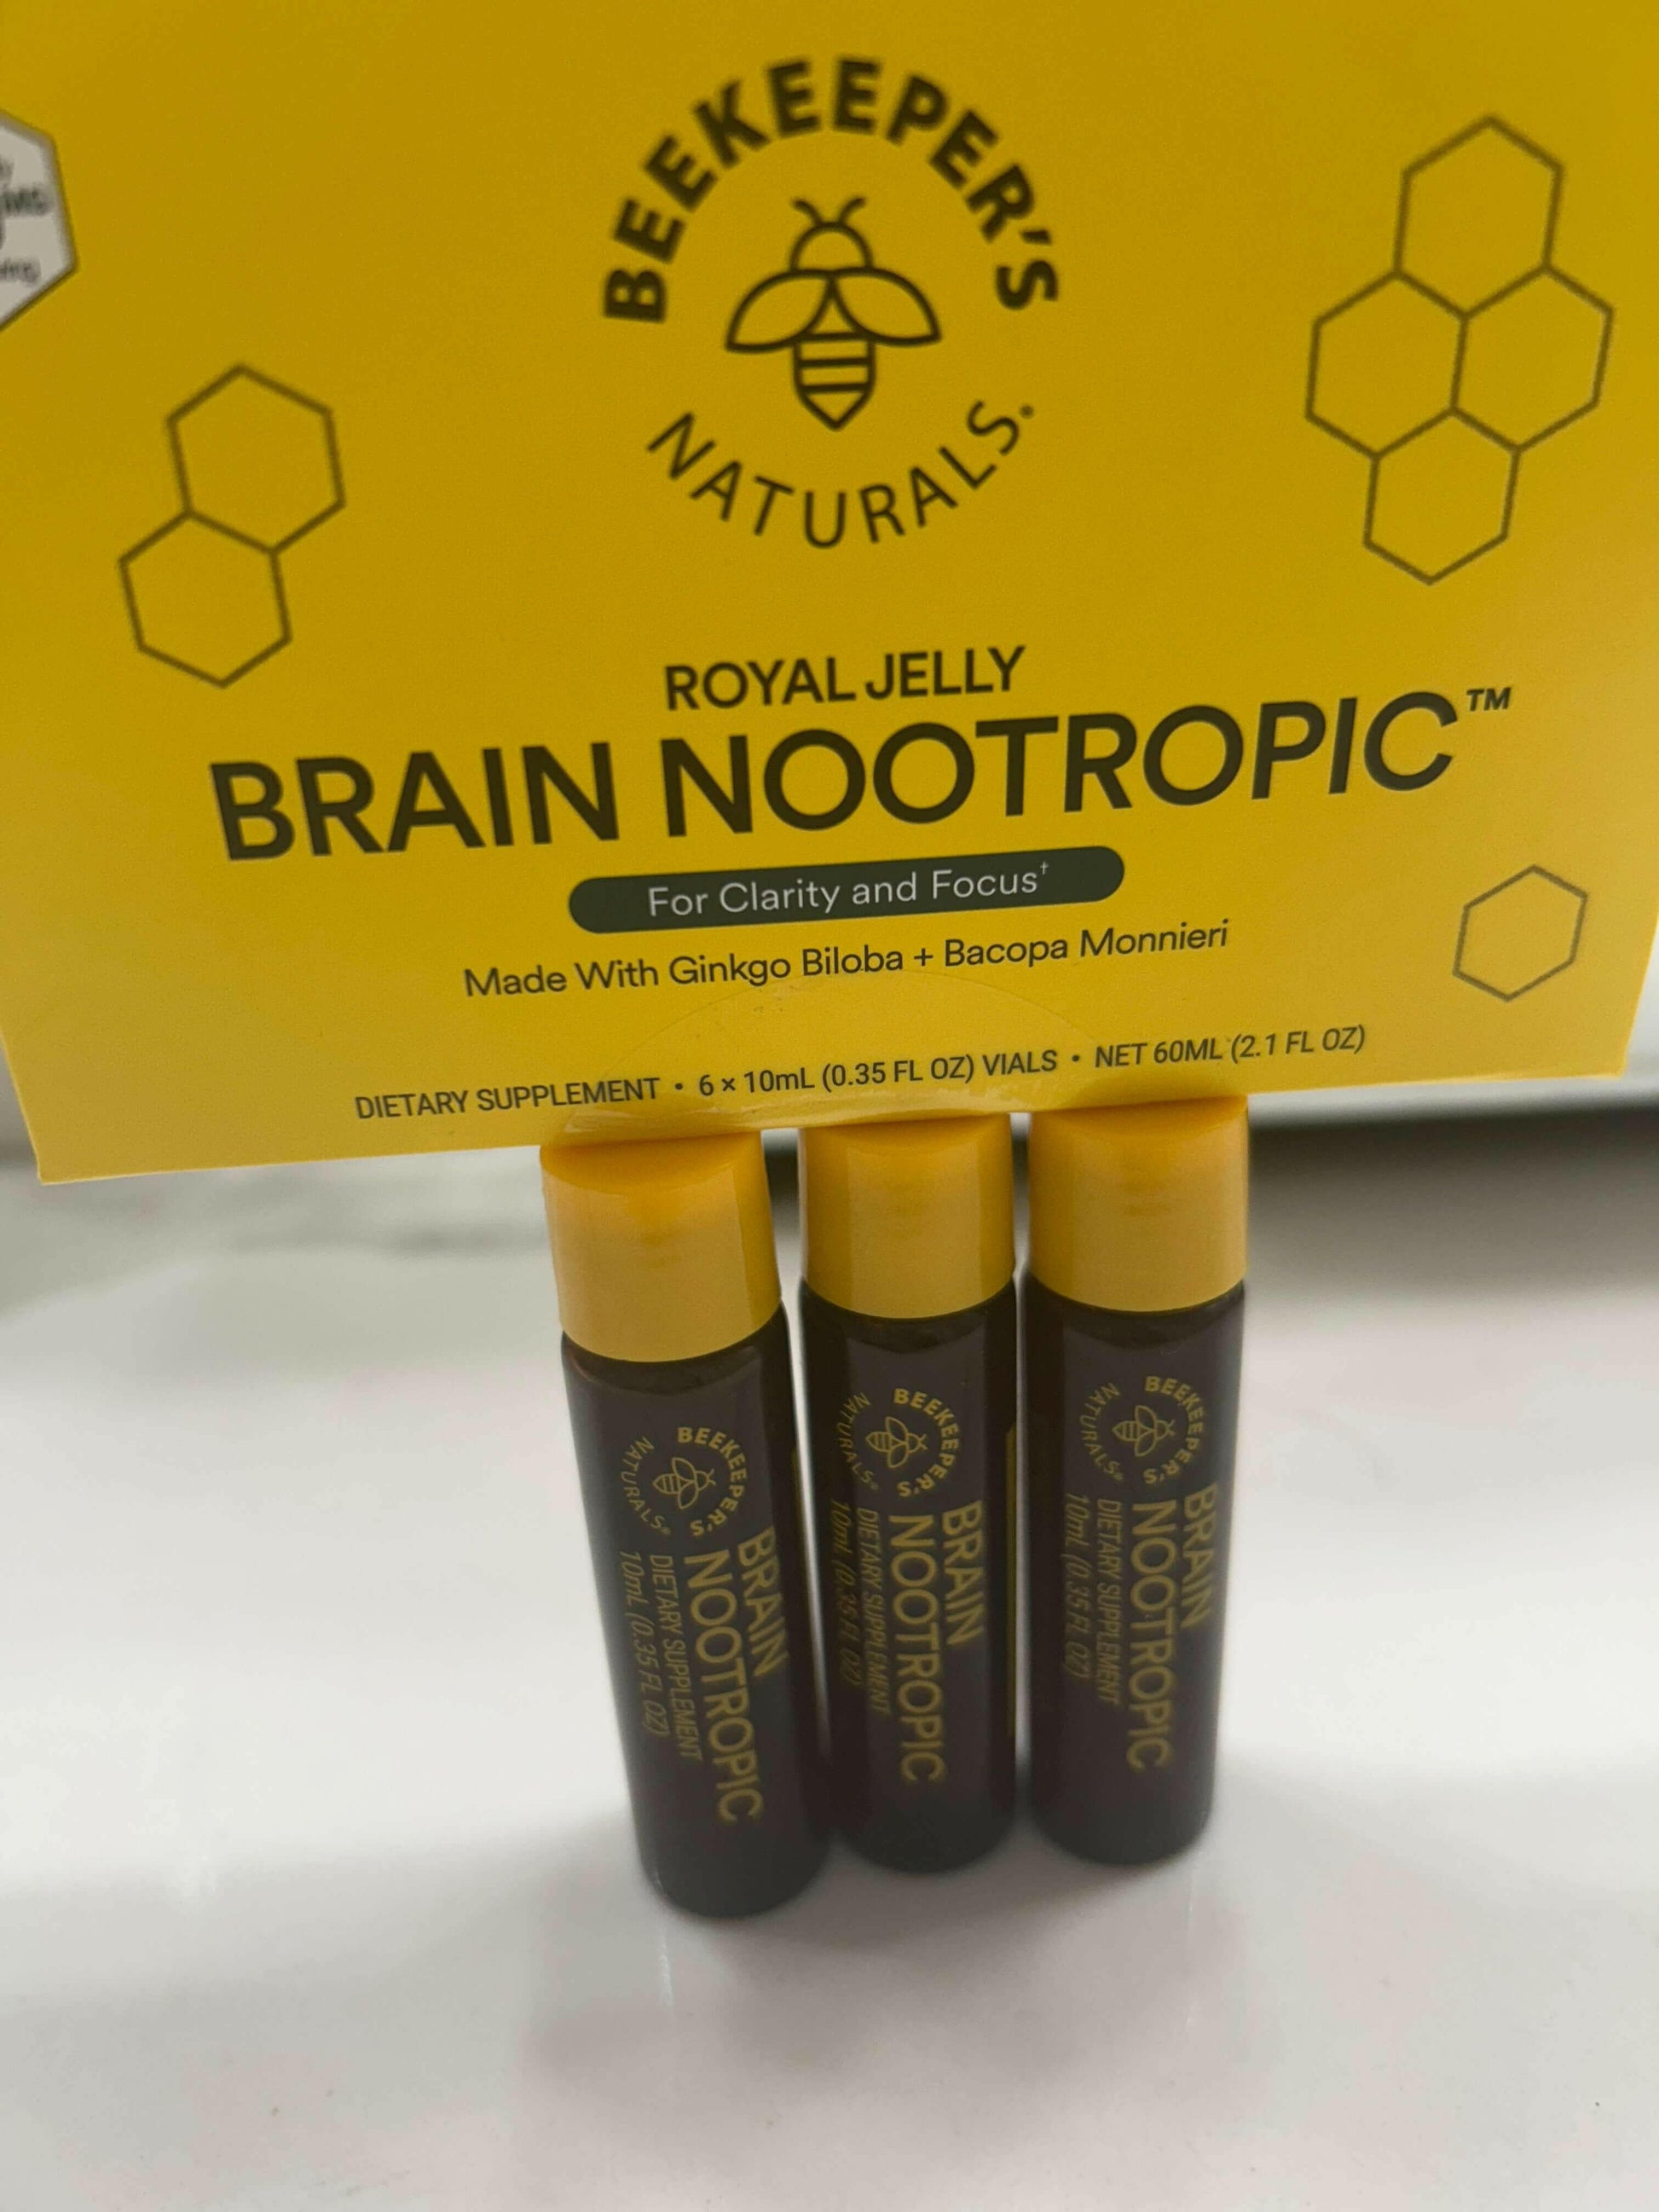 BEEKEEPER'S
NATURALS®
ROYAL JELLY
BRAIN NOOTROPIC™
For Clarity and Focus†
Made With Ginkgo Biloba + Bacopa Monnieri
DIETARY SUPPLEMENT • 6 × 10mL (0.35 FL OZ) VIALS • NET 60ML (2.1 FL OZ)
BEEKEEPER'S
NATURALS®
BRAIN
NOOTROPIC
DIETARY SUPPLEMENT
10mL (0.35 FL OZ)
BEEKEEPER'S
NATURALS®
BRAIN
NOOTROPIC
DIETARY SUPPLEMENT
10mL (0.35 FL OZ)
BEEKEEPER'S
NATURALS®
BRAIN
NOOTROPIC
DIETARY SUPPLEMENT
10mL (0.35 FL OZ)